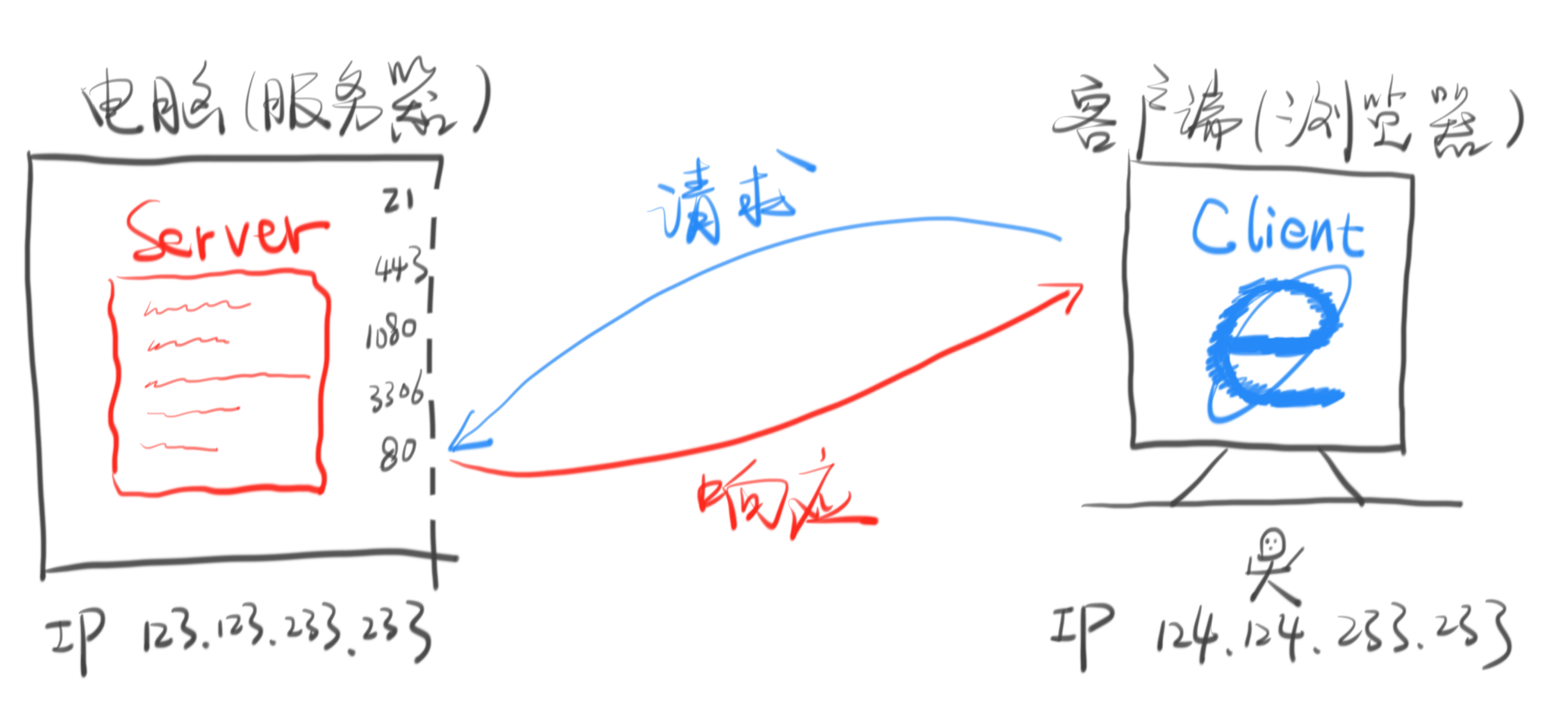 电脑(服务器)
客户端(浏览器)
Server
21
443
1080
3306
80
请求
响应
Client
e
IP 123.123.233.233
IP 124.124.233.233